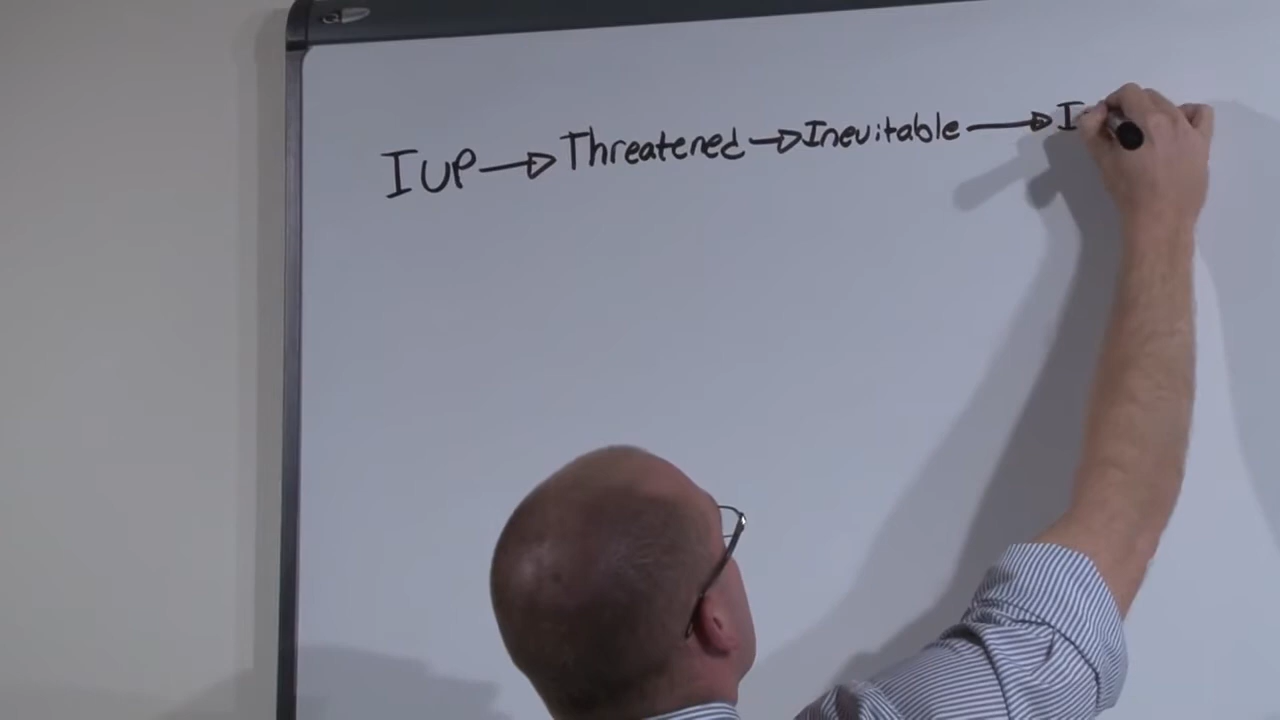 IUP → Threatened → Inevitable → I